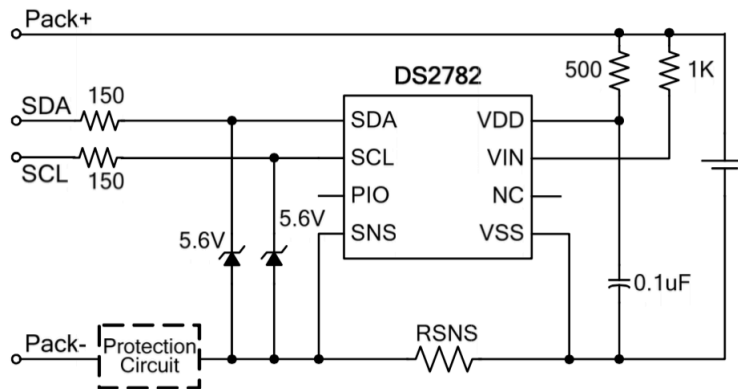 Pack+
500
1K
DS2782
SDA
150
SDA
VDD
SCL
150
SCL
VIN
PIO
NC
5.6V
5.6V
SNS
VSS
0.1uF
Pack-
Protection
Circuit
RSNS